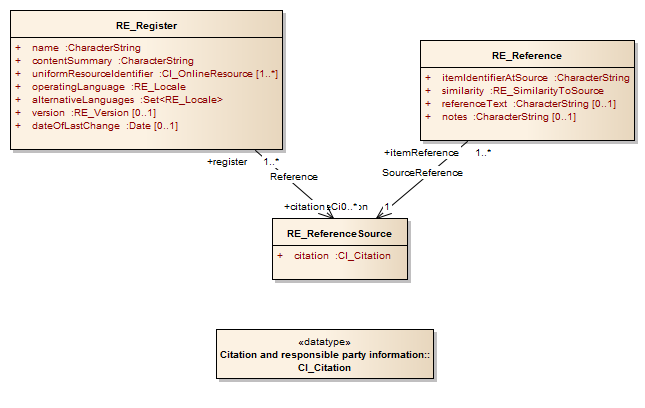 RE_Register
+ name :CharacterString
+ contentSummary :CharacterString
+ uniformResourceIdentifier :CI_OnlineResource [1..*]
+ operatingLanguage :RE_Locale
+ alternativeLanguages :Set<RE_Locale>
+ version :RE_Version [0..1]
+ dateOfLastChange :Date [0..1]
RE_Reference
+ itemIdentifierAtSource :CharacterString
+ similarity :RE_SimilarityToSource
+ referenceText :CharacterString [0..1]
+ notes :CharacterString [0..1]
+register 1..*
Reference
+itemReference 1..*
SourceReference
0..* 1
RE_ReferenceSource
+ citation :CI_Citation
«datatype»
Citation and responsible party information::
CI_Citation